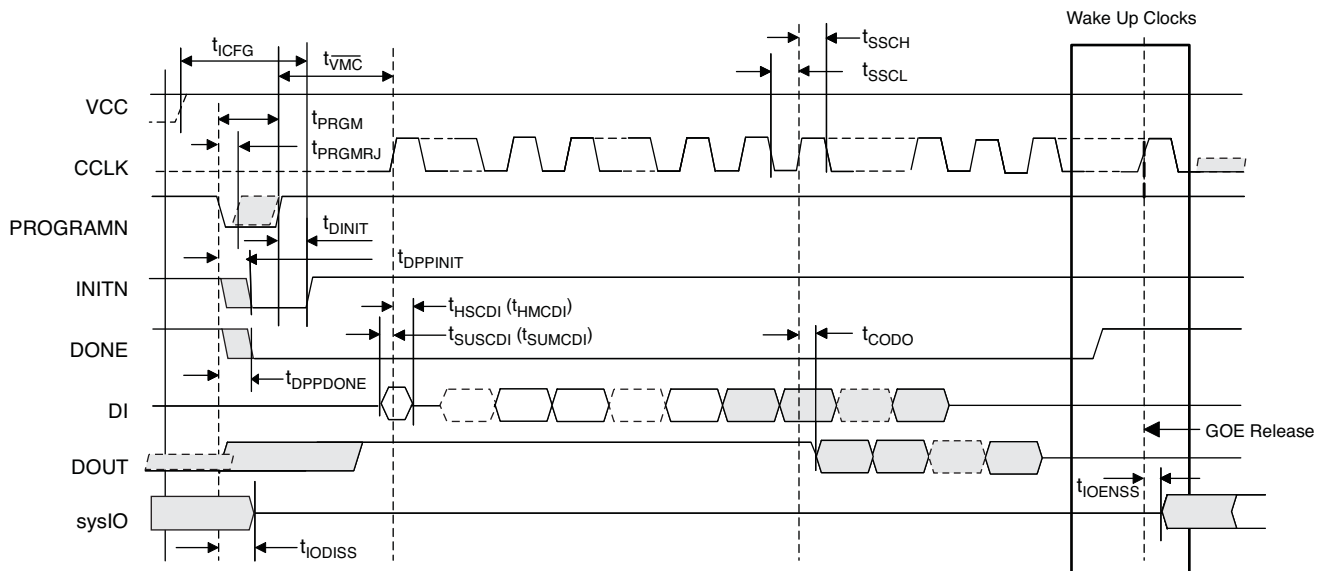 Wake Up Clocks
tICFG
tVMC
tSSCH
tSSCL
VCC
tPRGM
tPRGMRJ
CCLK
PROGRAMN
tDINIT
tDPPINIT
INITN
tHSCDI (tHMCDI)
tSUSCDI (tSUMCDI)
tCODO
DONE
tDPPDONE
DI
GOE Release
DOUT
tIOENSS
sysIO
tIODISS